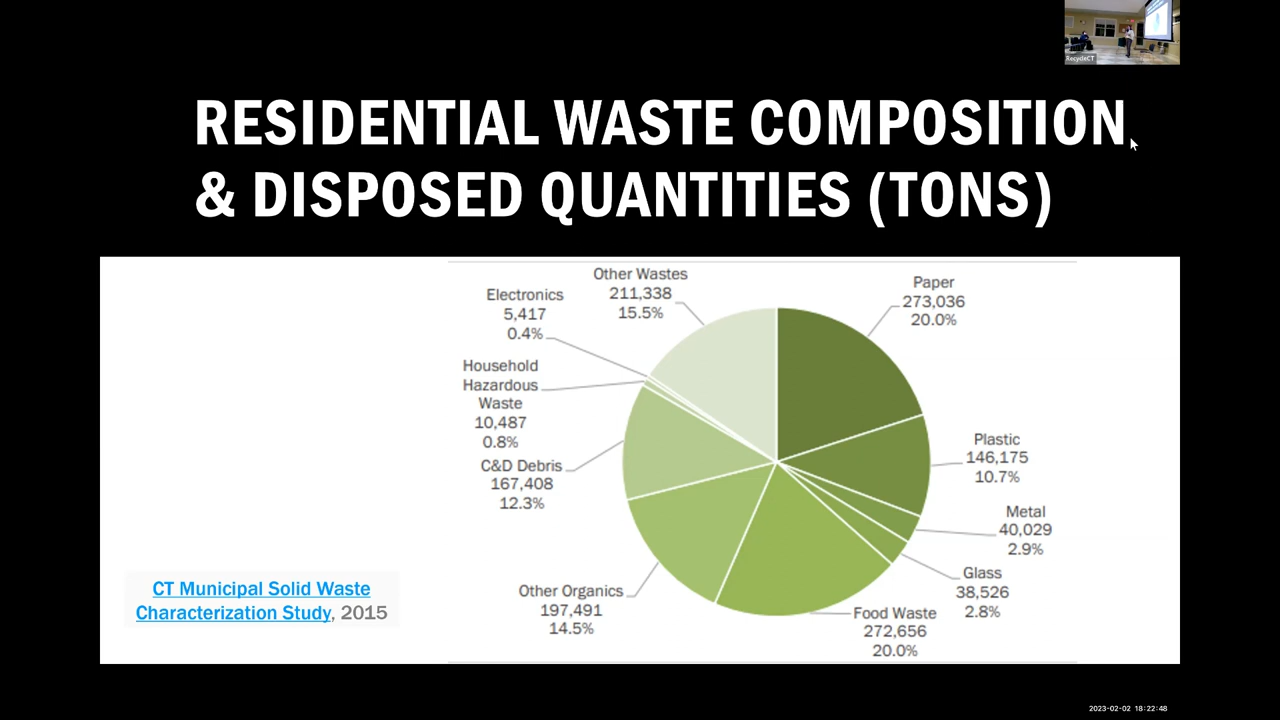 RecycleCT
RESIDENTIAL WASTE COMPOSITION
& DISPOSED QUANTITIES (TONS)
Other Wastes
211,338
15.5%
Paper
273,036
20.0%
Electronics
5,417
0.4%
Household
Hazardous
Waste
10,487
0.8%
Plastic
146,175
10.7%
C&D Debris
167,408
12.3%
Metal
40,029
2.9%
Glass
38,526
2.8%
Other Organics
197,491
14.5%
Food Waste
272,656
20.0%
CT Municipal Solid Waste
Characterization Study, 2015
2023-02-02 18:22:48